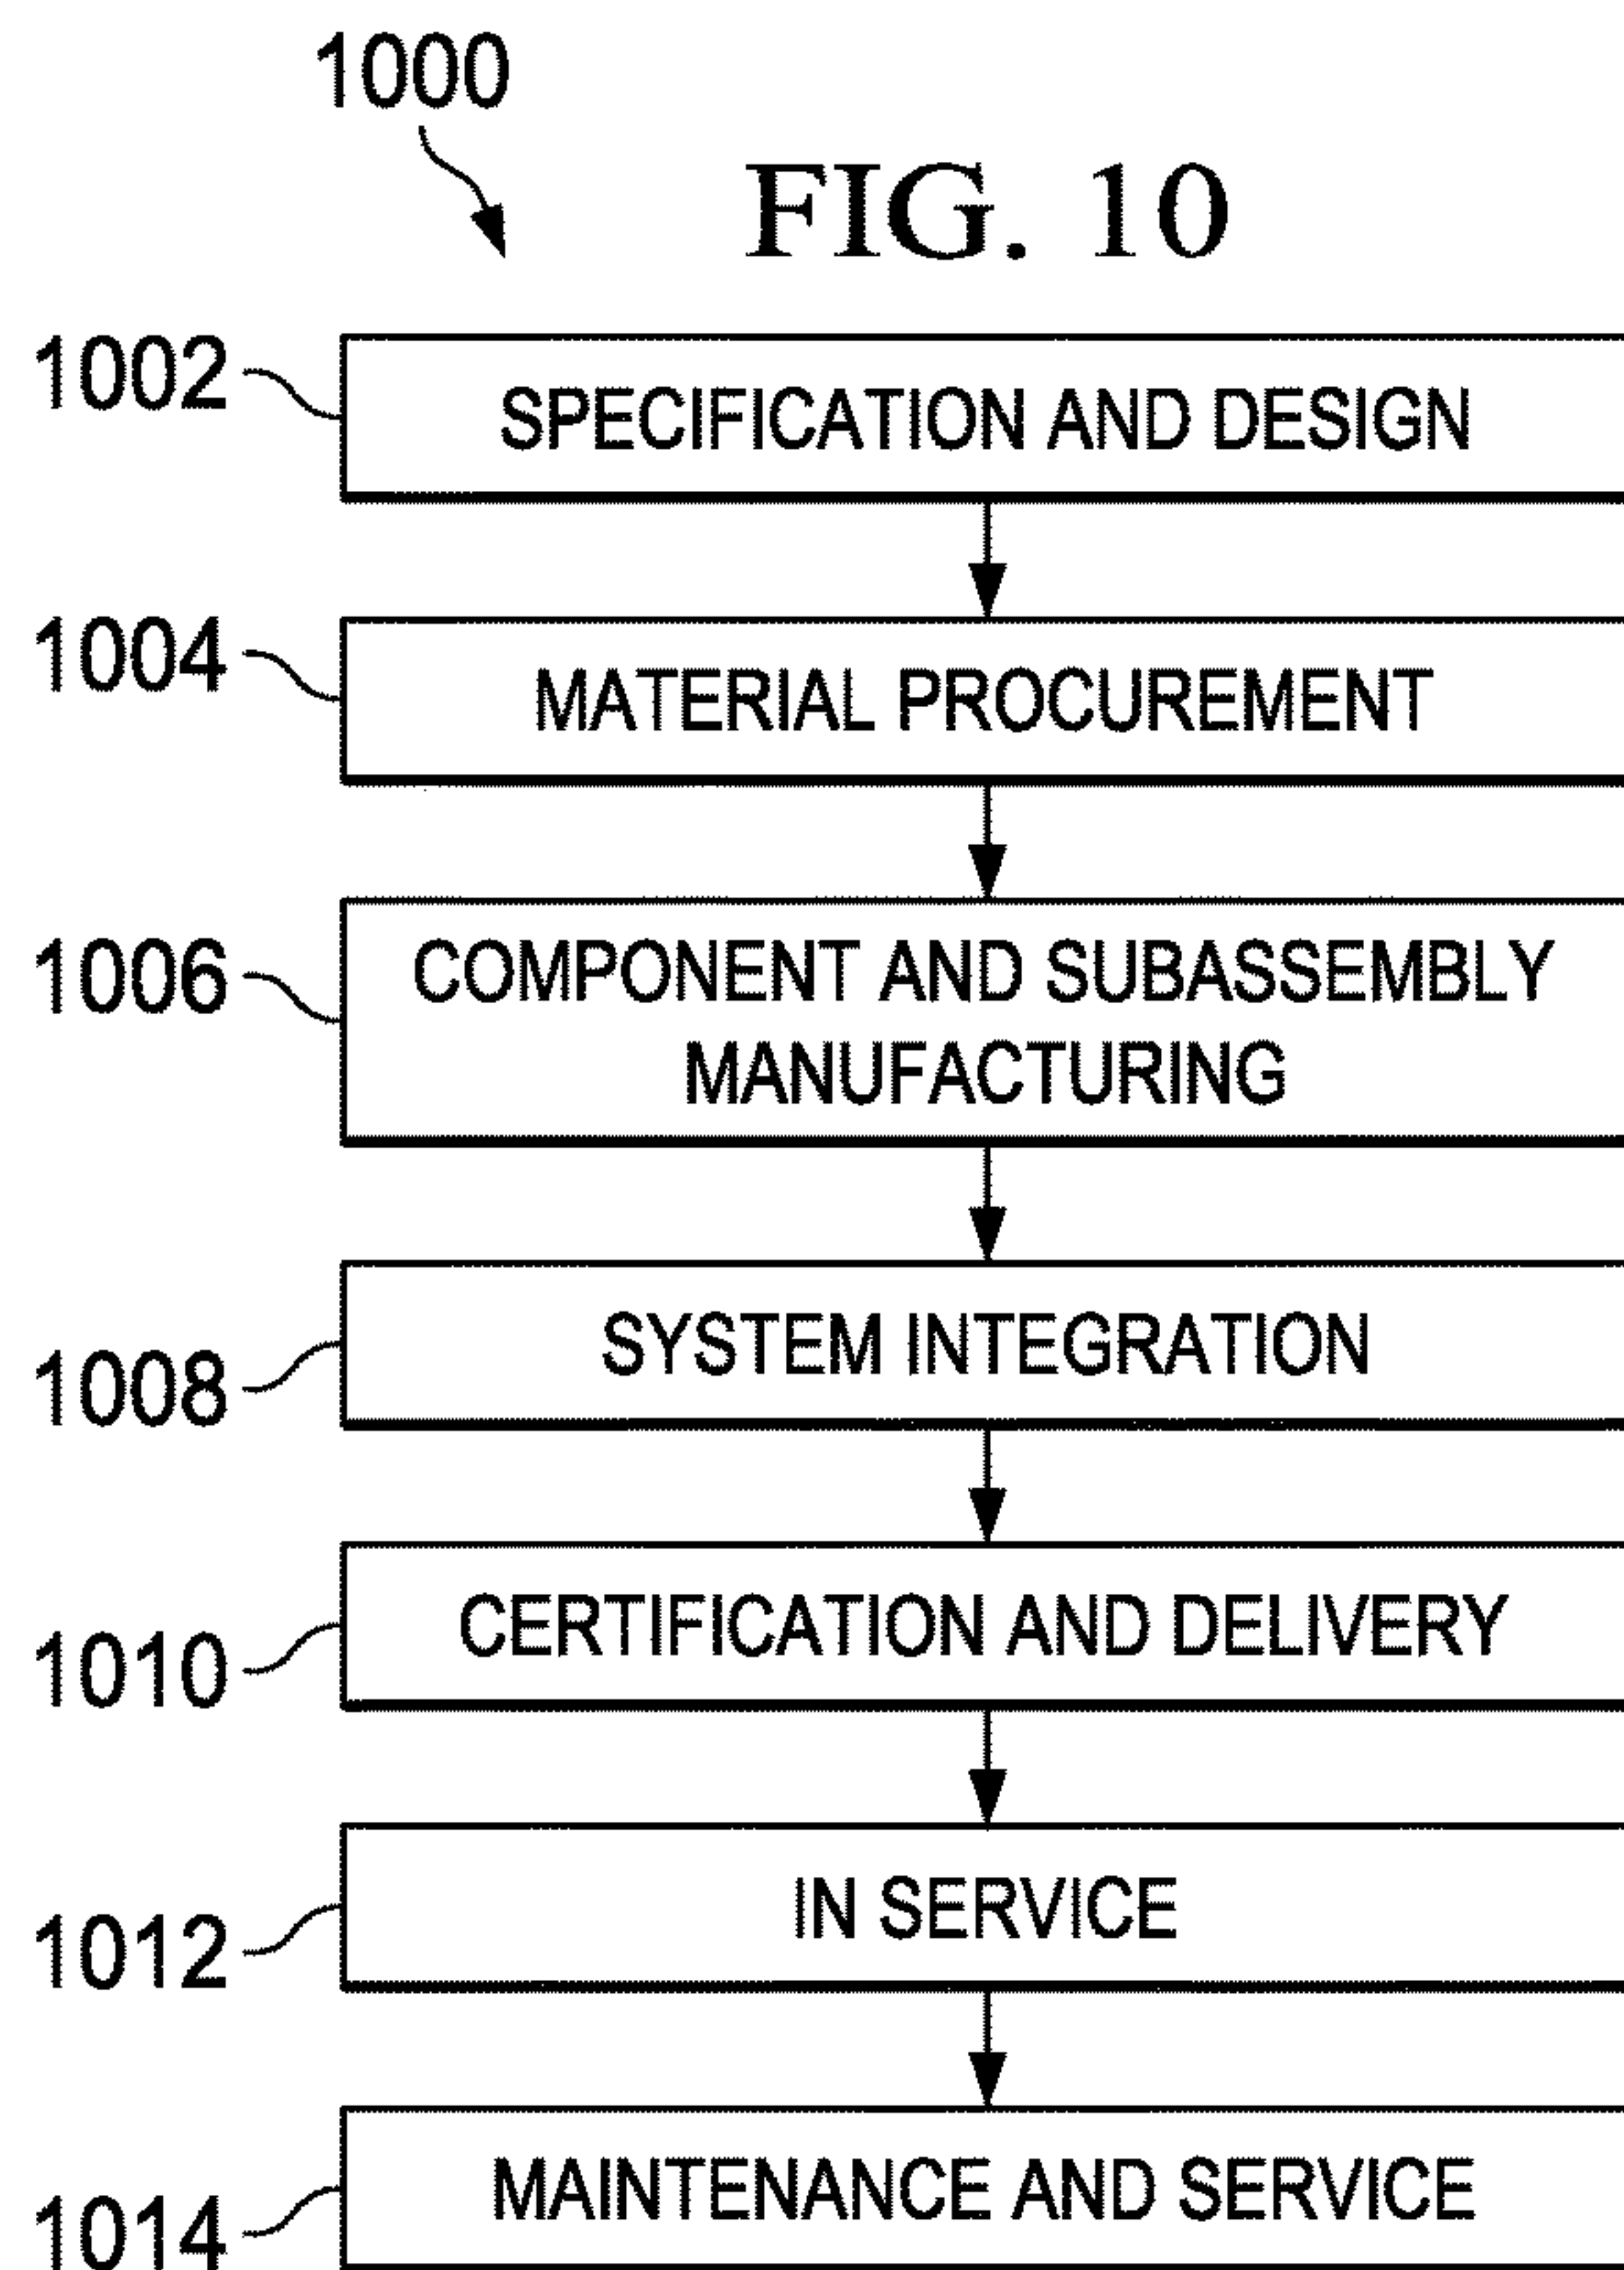 1000
FIG. 10
1002
SPECIFICATION AND DESIGN
1004
MATERIAL PROCUREMENT
1006
COMPONENT AND SUBASSEMBLY
MANUFACTURING
1008
SYSTEM INTEGRATION
1010
CERTIFICATION AND DELIVERY
1012
IN SERVICE
1014
MAINTENANCE AND SERVICE